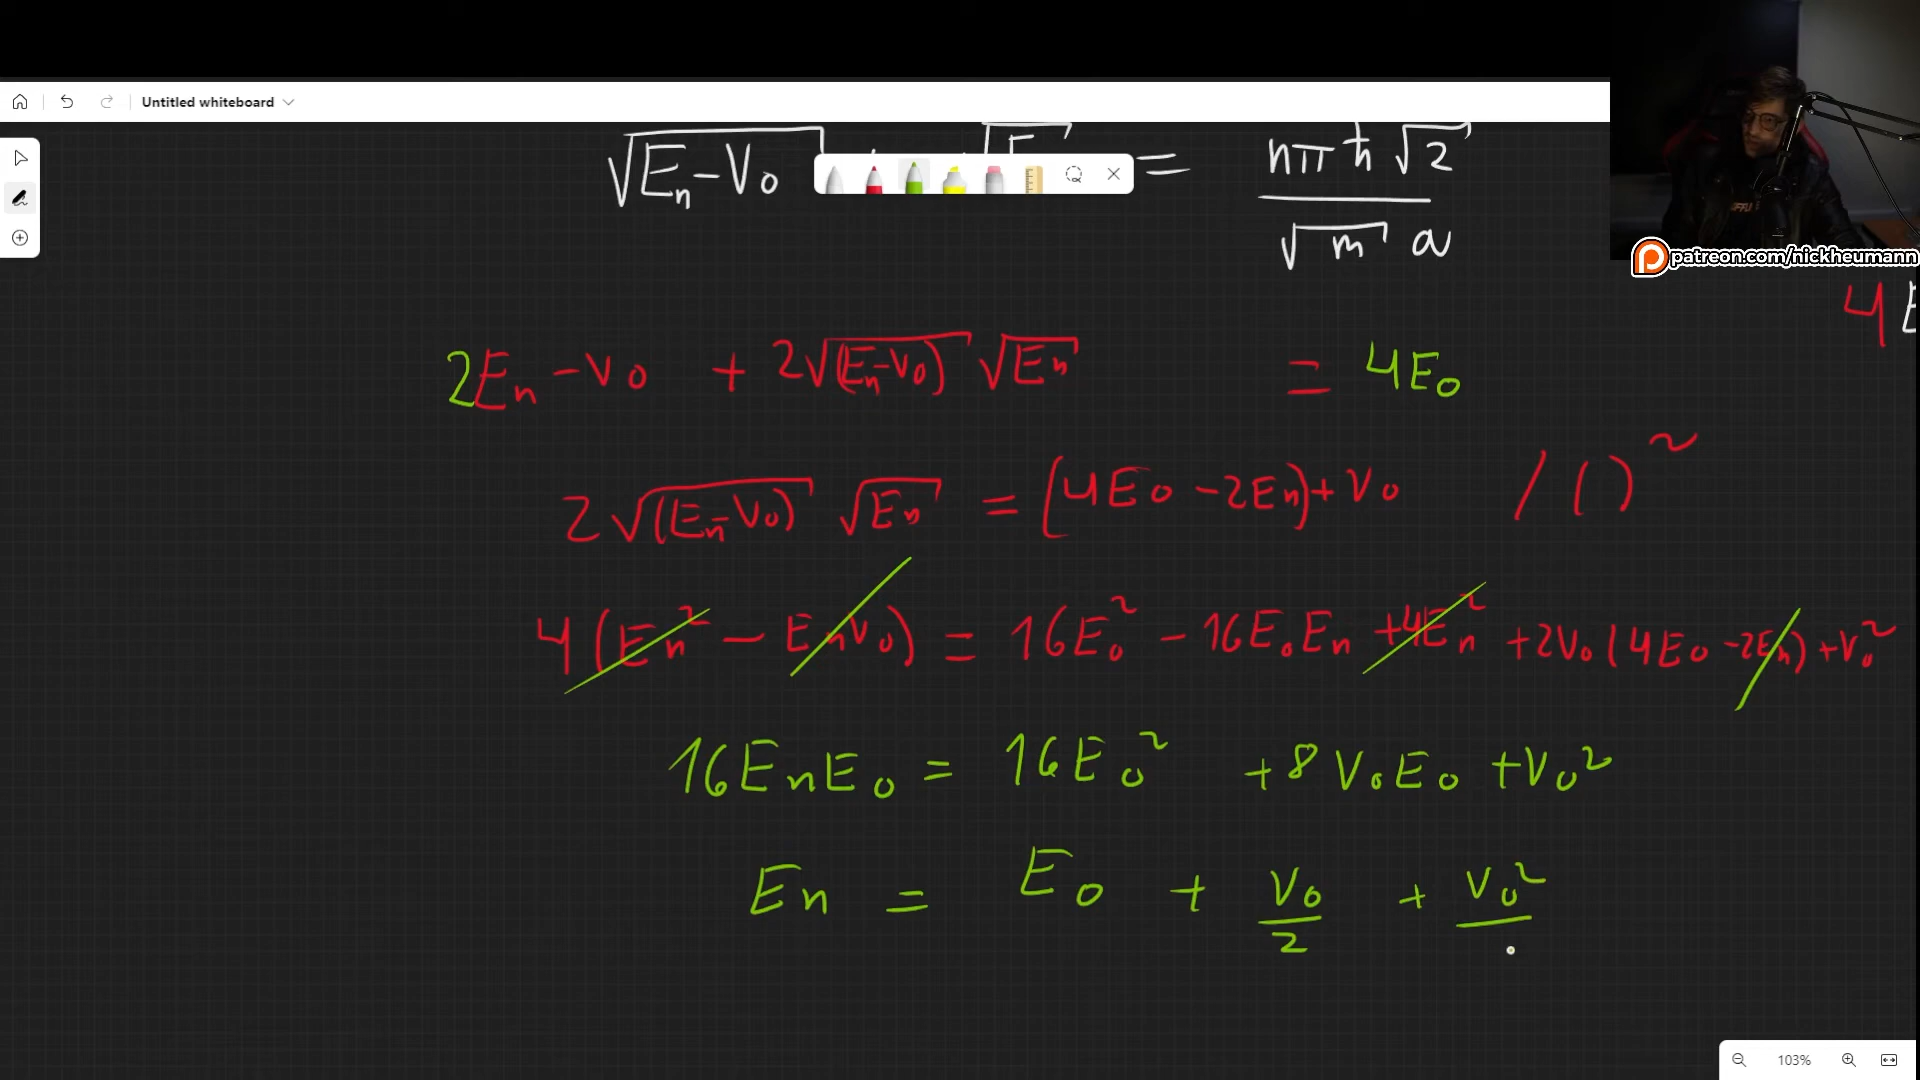 Untitled whiteboard
√(Eₙ-V₀) √E = nπħ√2 / √m a
patreon.com/nickheumann
4
2Eₙ - V₀ + 2√(Eₙ-V₀) √Eₙ = 4E₀
2√(Eₙ-V₀) √Eₙ = (4E₀ - 2Eₙ) + V₀ / ( )²
4(Eₙ² - EₙV₀) = 16E₀² - 16E₀Eₙ + 4Eₙ² + 2V₀(4E₀ - 2Eₙ) + V₀²
16EₙE₀ = 16E₀² + 8V₀E₀ + V₀²
Eₙ = E₀ + V₀/2 + V₀²/
103%